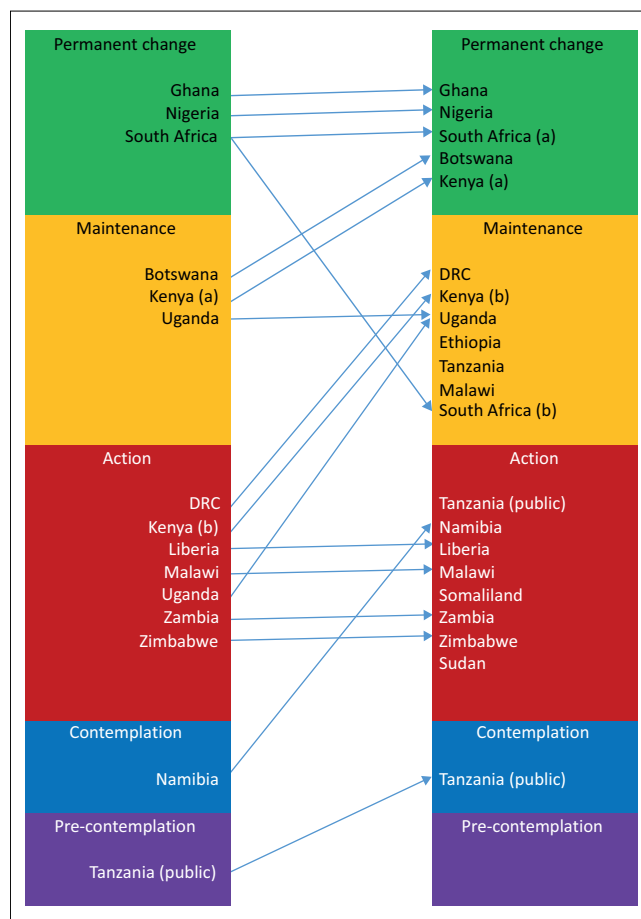 Permanent change
Ghana
Nigeria
South Africa
Maintenance
Botswana
Kenya (a)
Uganda
Action
DRC
Kenya (b)
Liberia
Malawi
Uganda
Zambia
Zimbabwe
Contemplation
Namibia
Pre-contemplation
Tanzania (public)
Permanent change
Ghana
Nigeria
South Africa (a)
Botswana
Kenya (a)
Maintenance
DRC
Kenya (b)
Uganda
Ethiopia
Tanzania
Malawi
South Africa (b)
Action
Tanzania (public)
Namibia
Liberia
Malawi
Somaliland
Zambia
Zimbabwe
Sudan
Contemplation
Tanzania (public)
Pre-contemplation